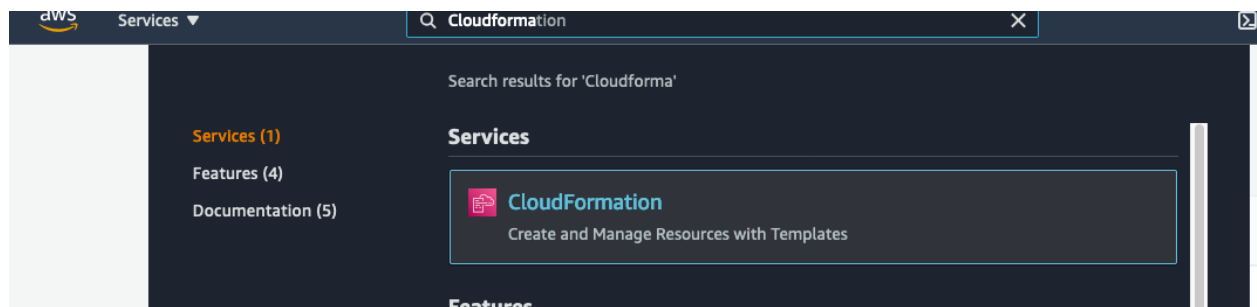 aws Services ▼ Cloudformation
Search results for 'Cloudforma'
Services (1)
Features (4)
Documentation (5)
Services
CloudFormation
Create and Manage Resources with Templates
Features